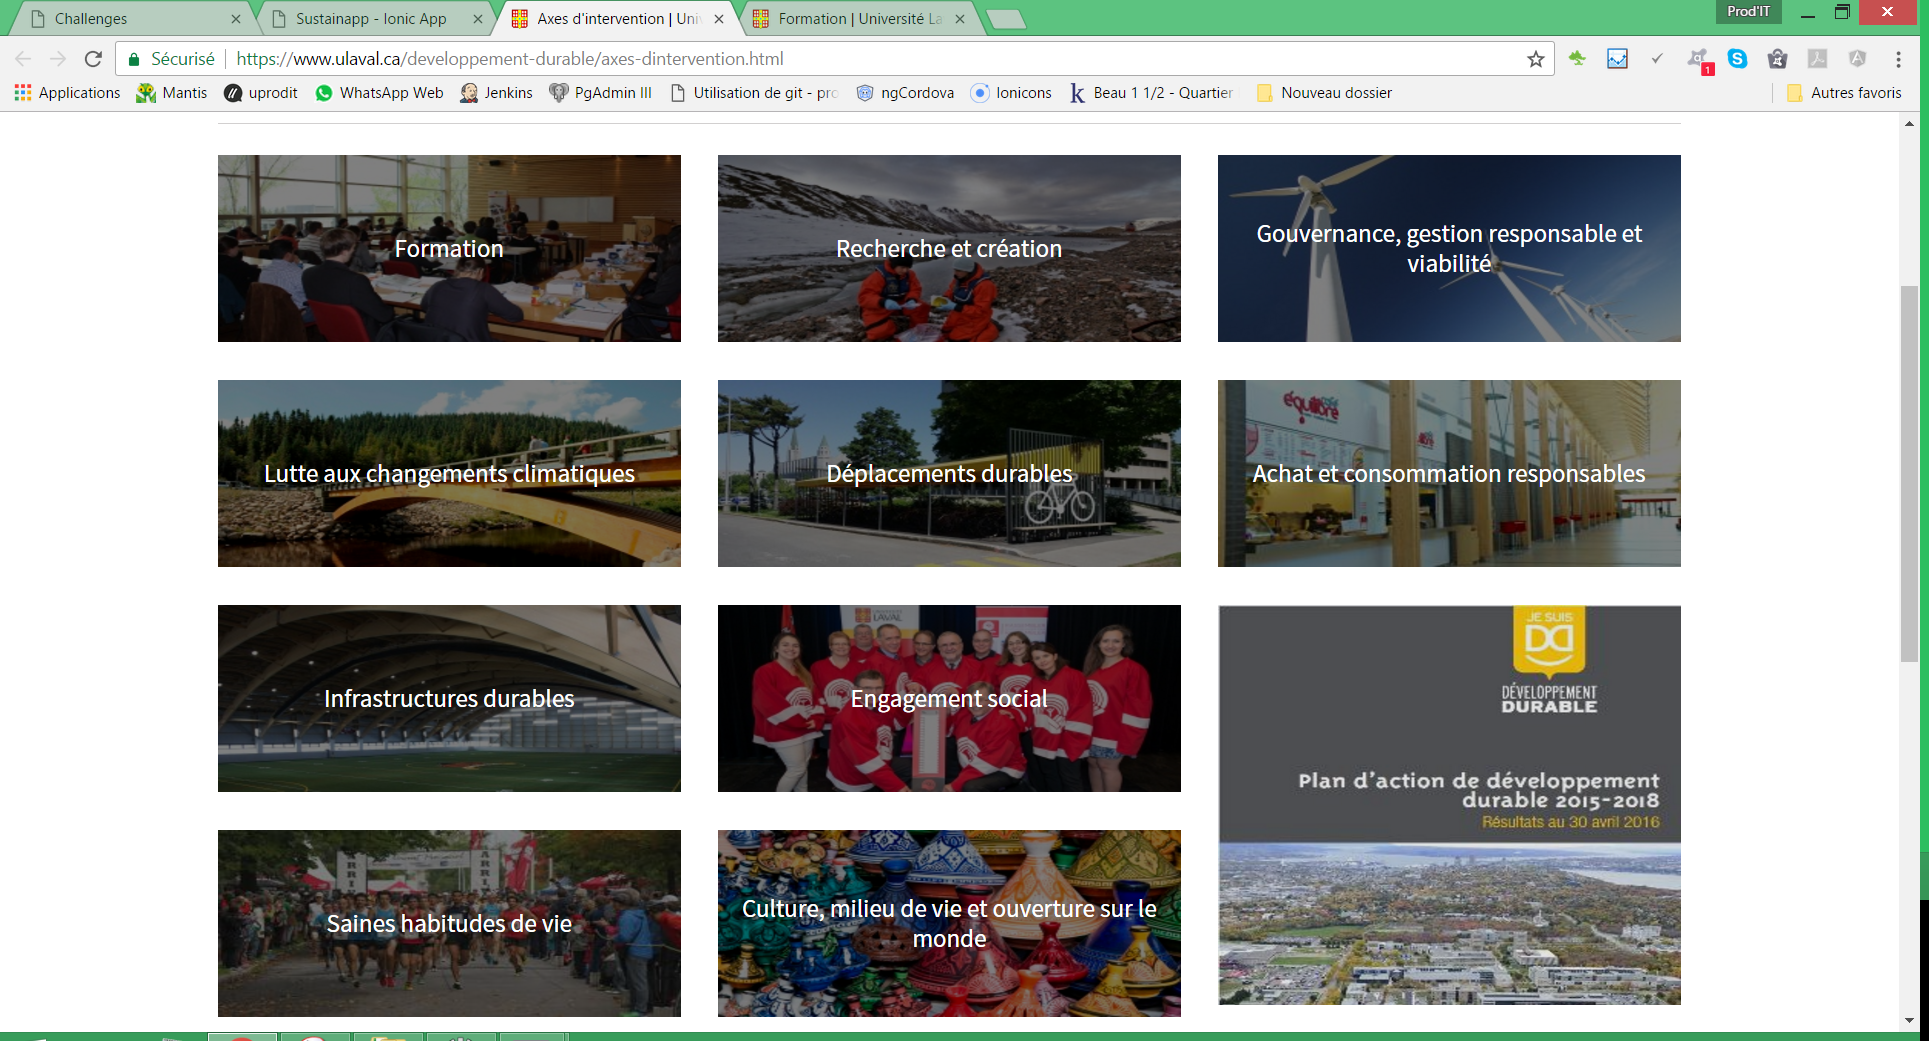 Challenges
Sustainapp - Ionic App
Axes d'intervention | Uni
Formation | Université La
Prod'IT
Sécurisé
https://www.ulaval.ca/developpement-durable/axes-dintervention.html
1
Applications
Mantis
uprodit
WhatsApp Web
Jenkins
PgAdmin III
Utilisation de git - pro
ngCordova
Ionicons
k
Beau 1 1/2 - Quartier
Nouveau dossier
Autres favoris
Formation
Recherche et création
Gouvernance, gestion responsable et
viabilité
Lutte aux changements climatiques
Déplacements durables
café
équilibre
Achat et consommation responsables
Infrastructures durables
LAVAL
Engagement social
JE SUIS
DD
DÉVELOPPEMENT
DURABLE
Plan d'action de développement
durable 2015-2018
Résultats au 30 avril 2016
Saines habitudes de vie
Culture, milieu de vie et ouverture sur le
monde